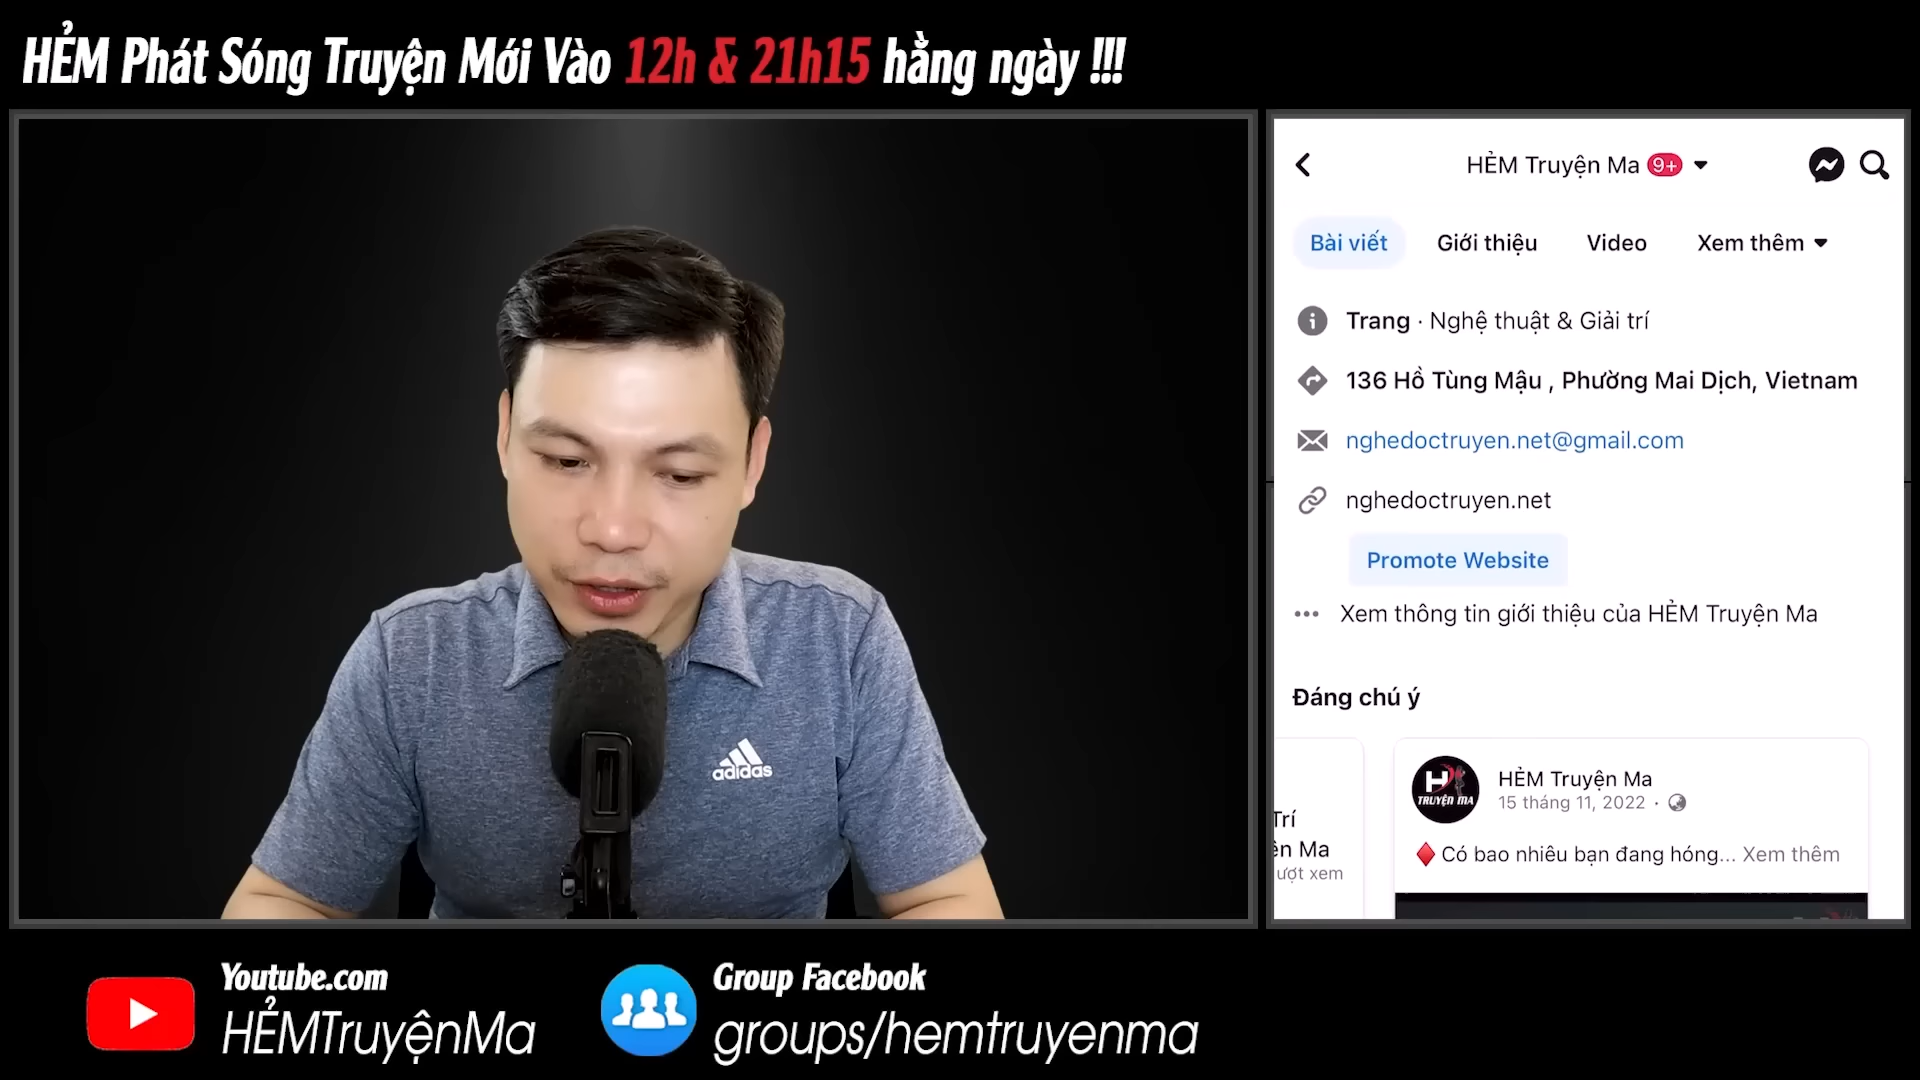 HẺM Phát Sóng Truyện Mới Vào 12h & 21h15 hằng ngày !!!
HẺM Truyện Ma 9+
Bài viết Giới thiệu Video Xem thêm
Trang · Nghệ thuật & Giải trí
136 Hồ Tùng Mậu , Phường Mai Dịch, Vietnam
nghedoctruyen.net@gmail.com
nghedoctruyen.net
Promote Website
Xem thông tin giới thiệu của HẺM Truyện Ma
Đáng chú ý
Trí
ện Ma
ượt xem
H
TRUYỆN MA
HẺM Truyện Ma
15 tháng 11, 2022 ·
Có bao nhiêu bạn đang hóng... Xem thêm
adidas
Youtube.com
HẺMTruyệnMa
Group Facebook
groups/hemtruyenma